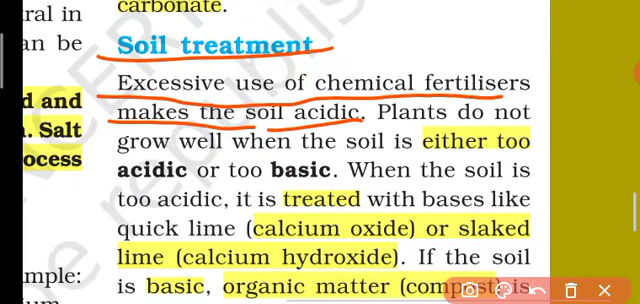 carbonate.
ral in
an be
Soil treatment
Excessive use of chemical fertilisers
makes the soil acidic. Plants do not
d and
grow well when the soil is either too
. Salt
acidic or too basic. When the soil is
ocess
too acidic, it is treated with bases like
quick lime (calcium oxide) or slaked
lime (calcium hydroxide). If the soil
mple:
is basic, organic matter (compost) is